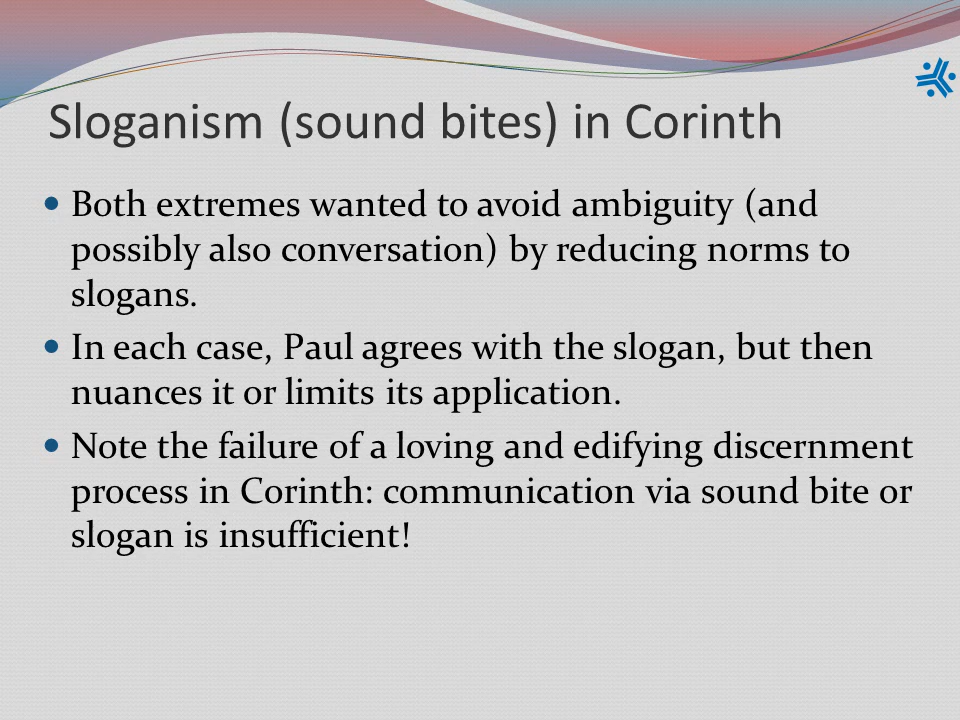 Sloganism (sound bites) in Corinth
• Both extremes wanted to avoid ambiguity (and
possibly also conversation) by reducing norms to
slogans.
• In each case, Paul agrees with the slogan, but then
nuances it or limits its application.
• Note the failure of a loving and edifying discernment
process in Corinth: communication via sound bite or
slogan is insufficient!